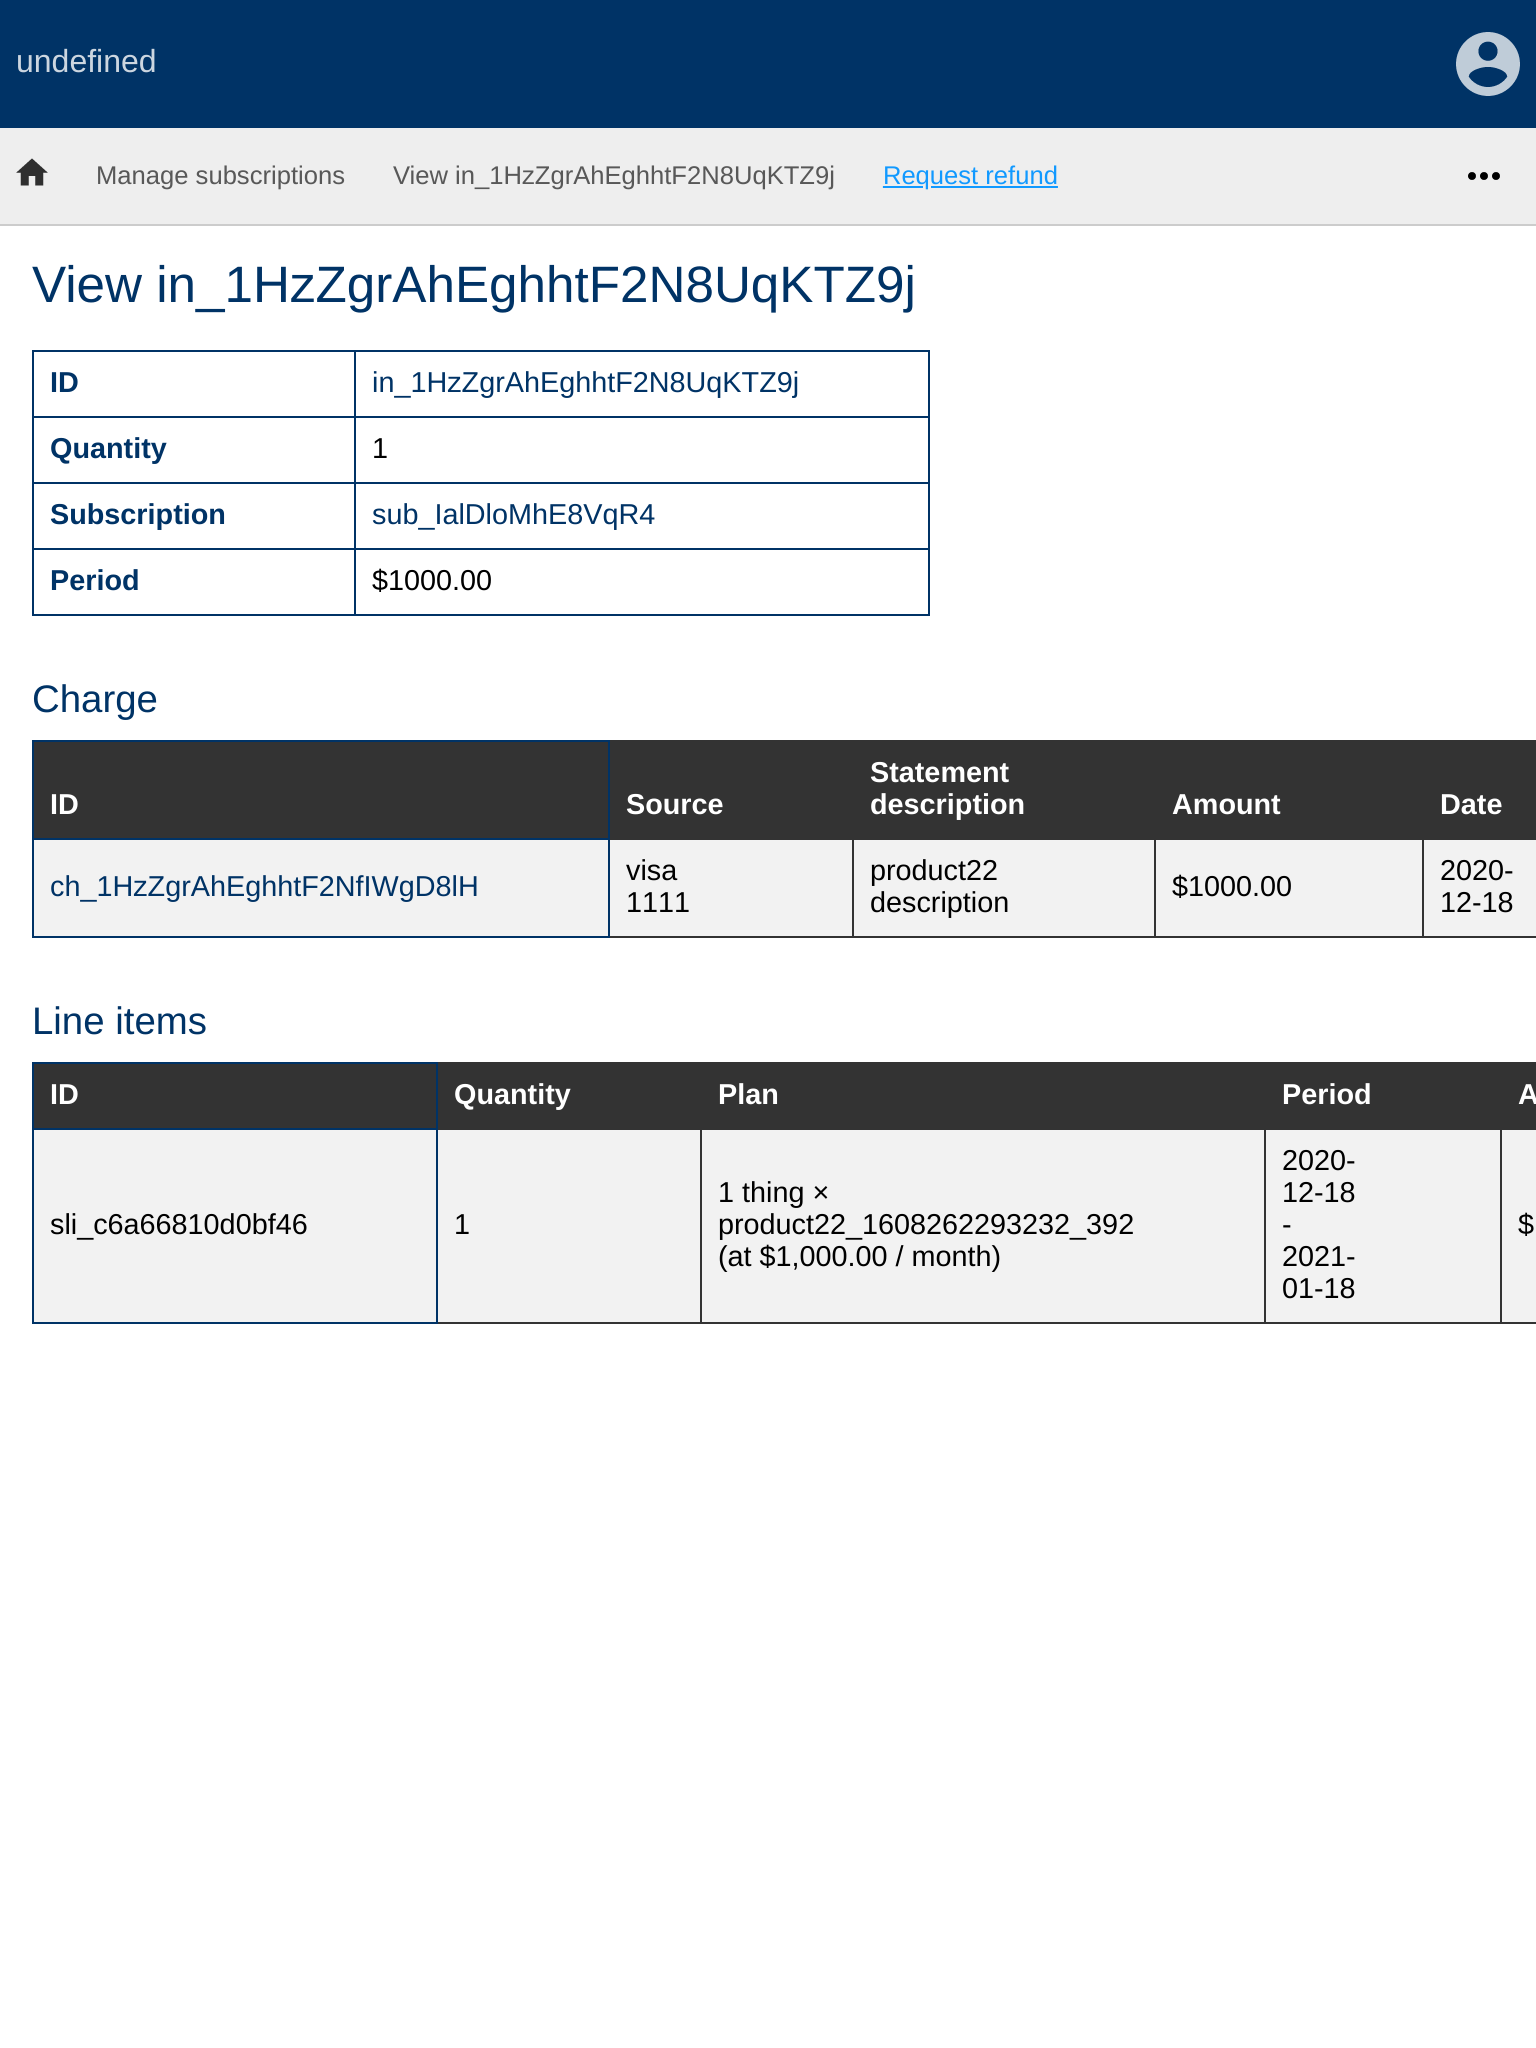 undefined
Manage subscriptions View in_1HzZgrAhEghhtF2N8UqKTZ9j Request refund
View in_1HzZgrAhEghhtF2N8UqKTZ9j
ID in_1HzZgrAhEghhtF2N8UqKTZ9j
Quantity 1
Subscription sub_IalDloMhE8VqR4
Period $1000.00
Charge
ID Source Statement description Amount Date
ch_1HzZgrAhEghhtF2NfIWgD8lH visa 1111 product22 description $1000.00 2020-12-18
Line items
ID Quantity Plan Period A
sli_c6a66810d0bf46 1 1 thing × product22_1608262293232_392 (at $1,000.00 / month) 2020-12-18 - 2021-01-18 $